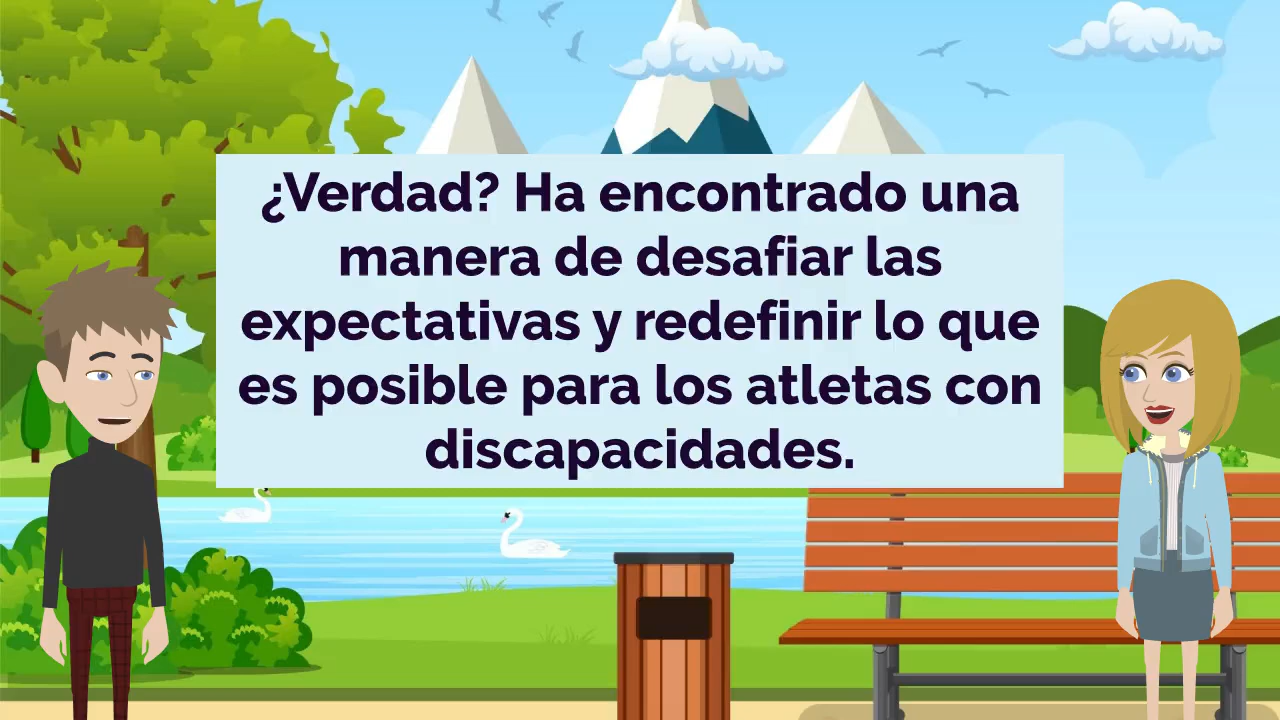 ¿Verdad? Ha encontrado una
manera de desafiar las
expectativas y redefinir lo que
es posible para los atletas con
discapacidades.